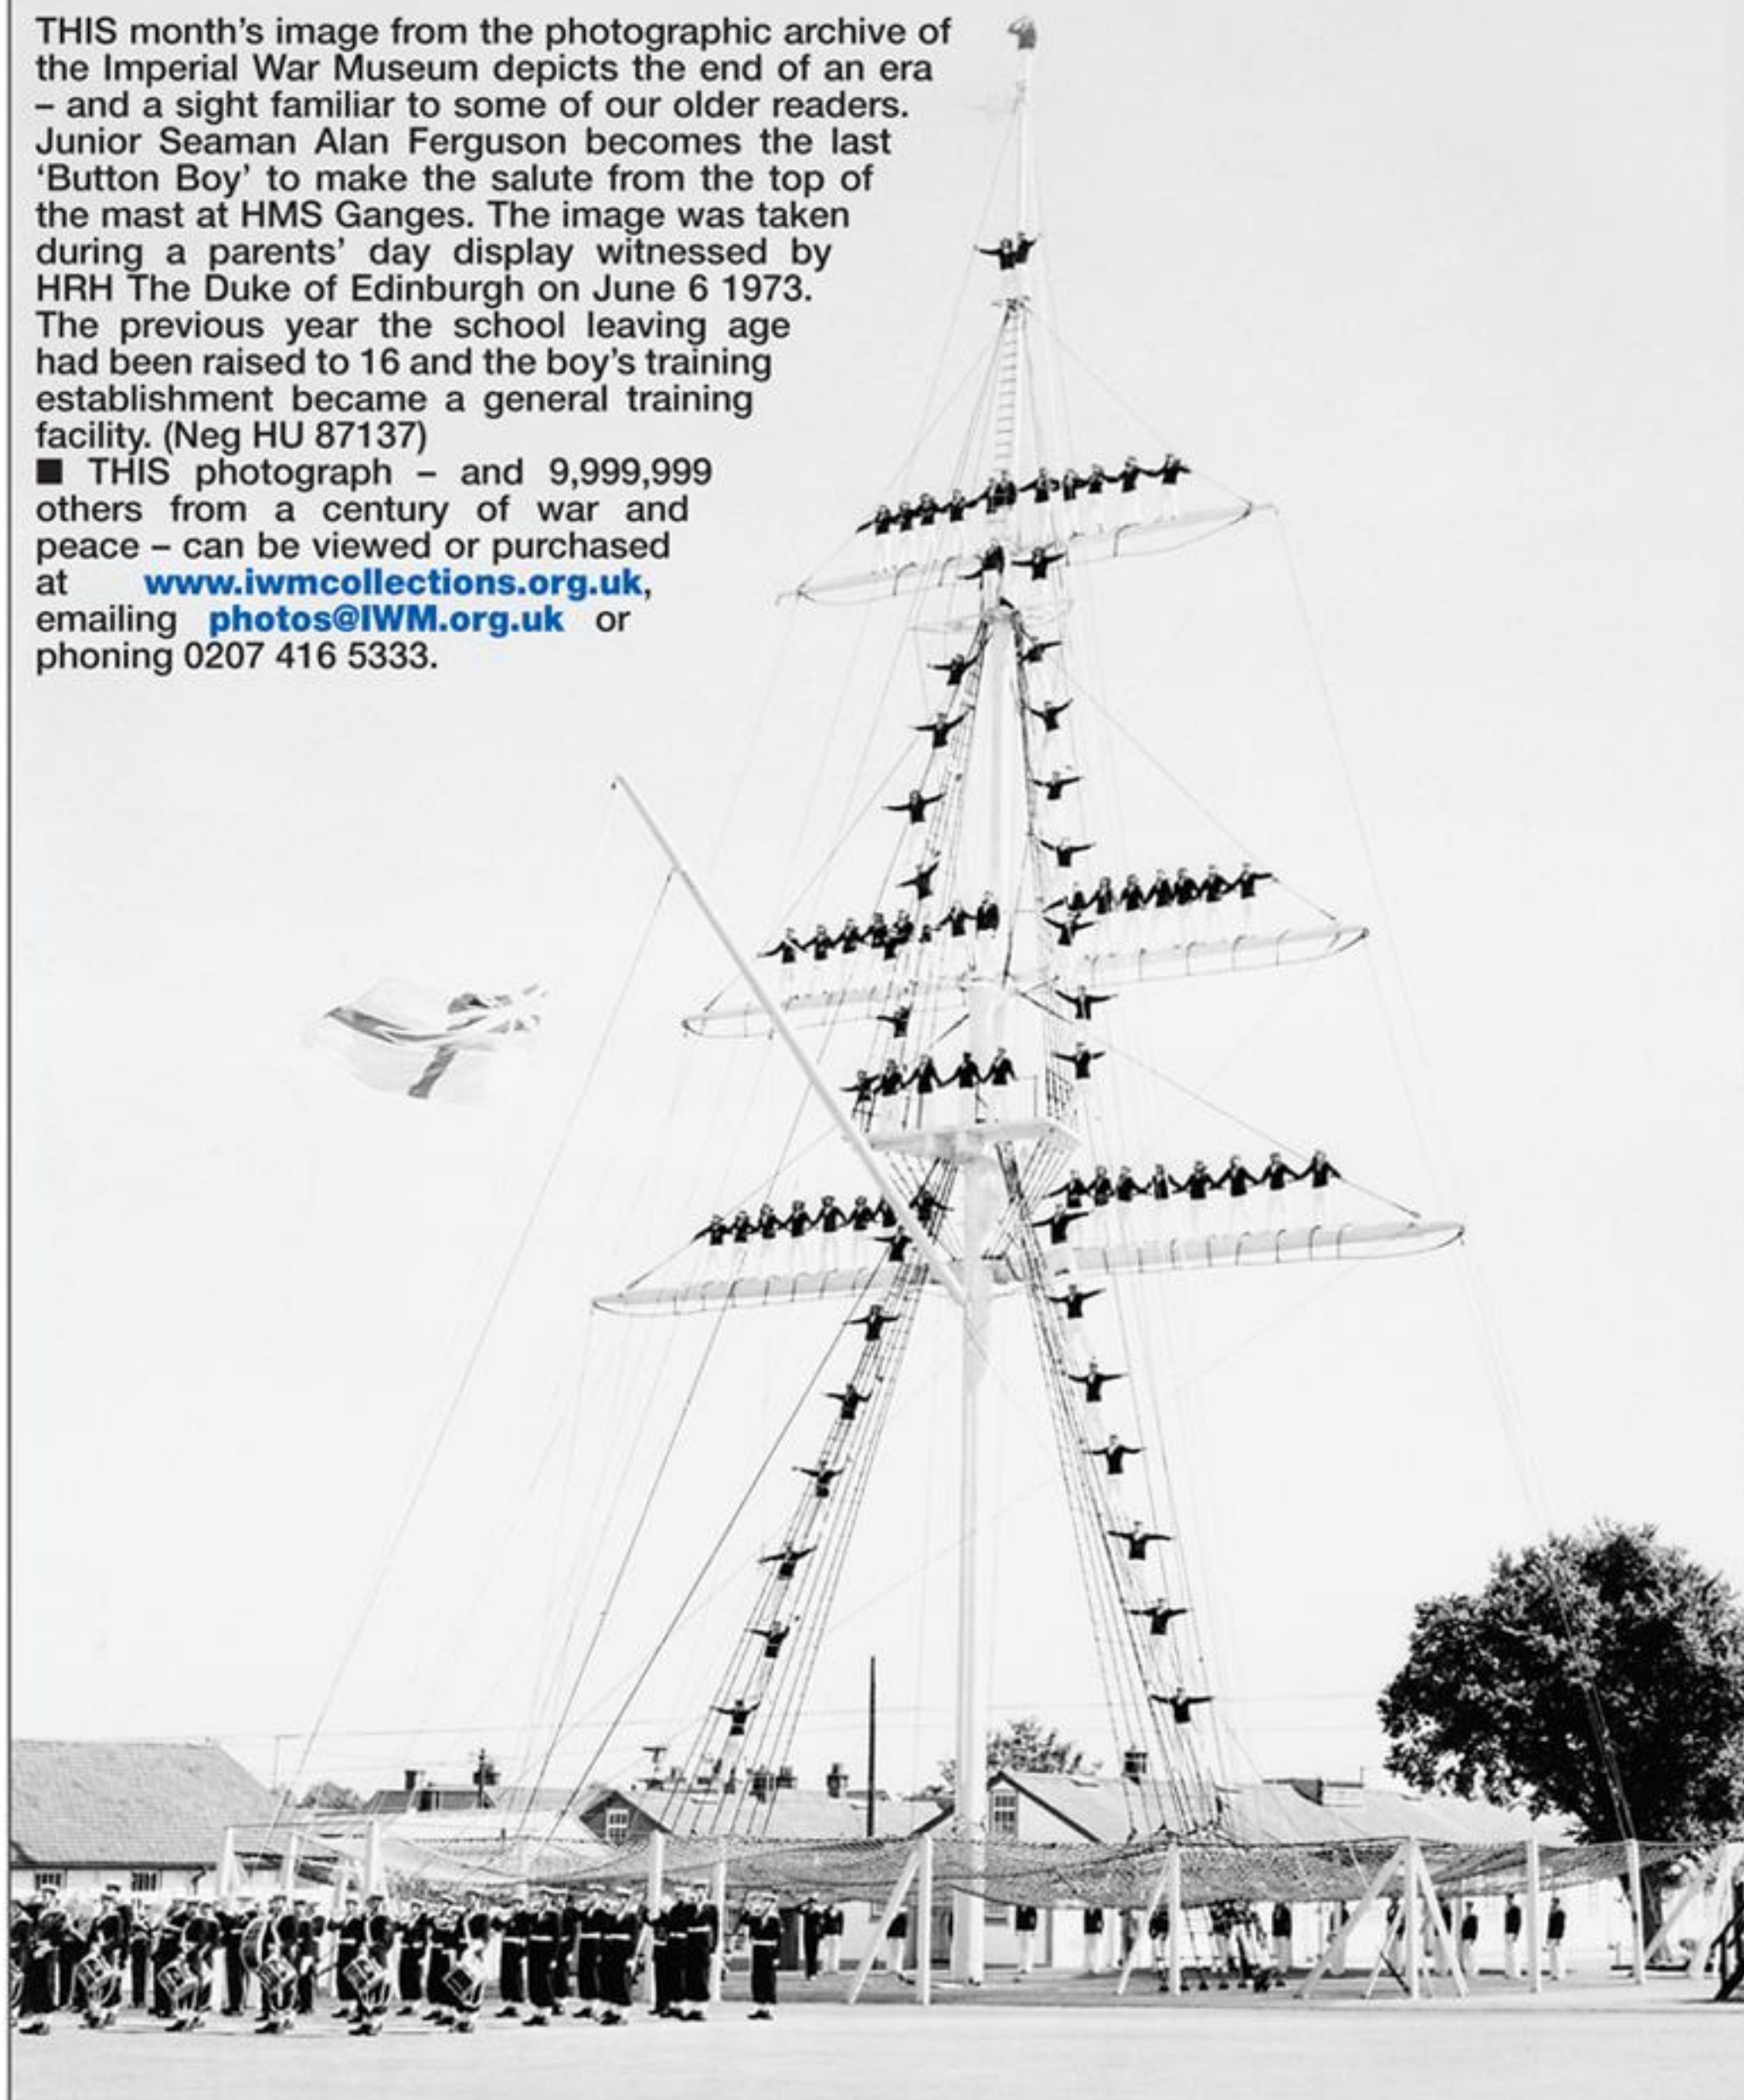 THIS month's image from the photographic archive of
the Imperial War Museum depicts the end of an era
– and a sight familiar to some of our older readers.
Junior Seaman Alan Ferguson becomes the last
‘Button Boy’ to make the salute from the top of
the mast at HMS Ganges. The image was taken
during a parents’ day display witnessed by
HRH The Duke of Edinburgh on June 6 1973.
The previous year the school leaving age
had been raised to 16 and the boy’s training
establishment became a general training
facility. (Neg HU 87137)
■ THIS photograph – and 9,999,999
others from a century of war and
peace – can be viewed or purchased
at www.iwmcollections.org.uk,
emailing photos@IWM.org.uk or
phoning 0207 416 5333.